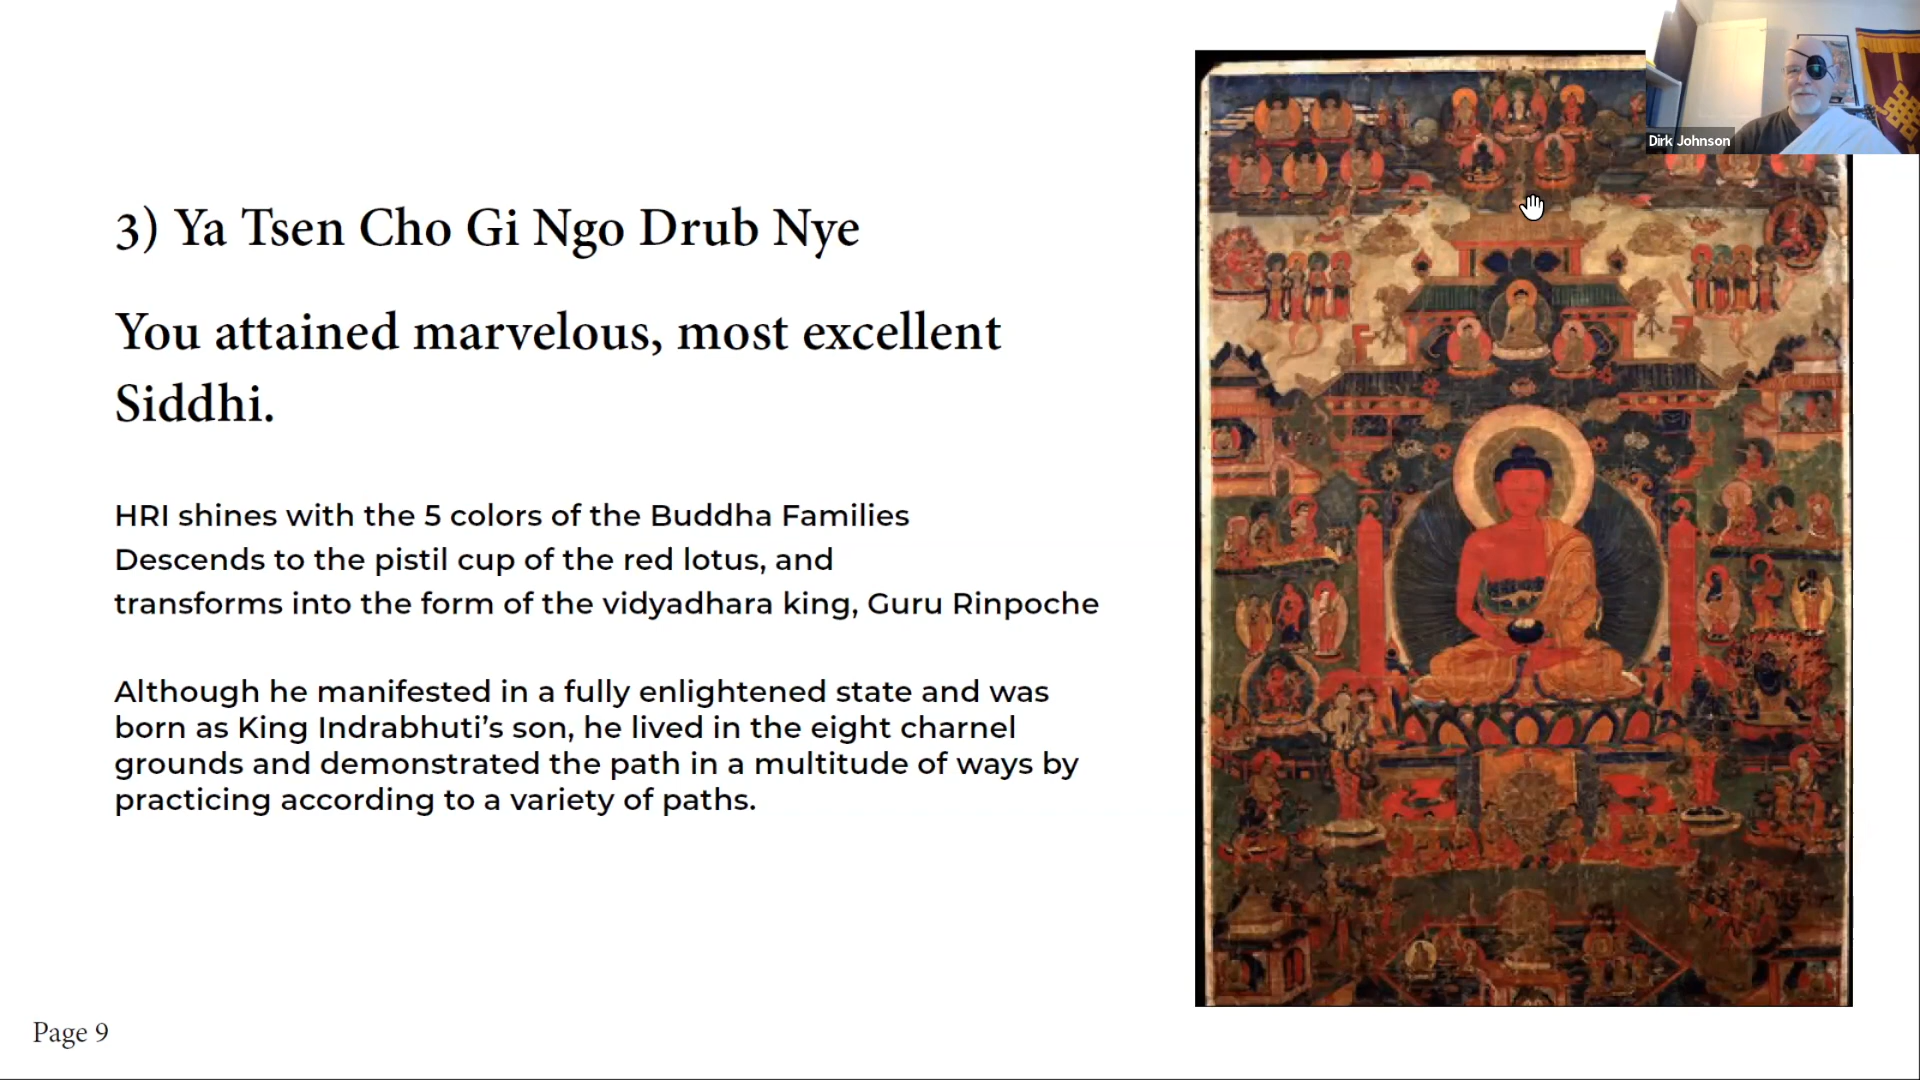 Dirk Johnson
3) Ya Tsen Cho Gi Ngo Drub Nye
You attained marvelous, most excellent
Siddhi.
HRI shines with the 5 colors of the Buddha Families
Descends to the pistil cup of the red lotus, and
transforms into the form of the vidyadhara king, Guru Rinpoche
Although he manifested in a fully enlightened state and was
born as King Indrabhuti’s son, he lived in the eight charnel
grounds and demonstrated the path in a multitude of ways by
practicing according to a variety of paths.
Page 9